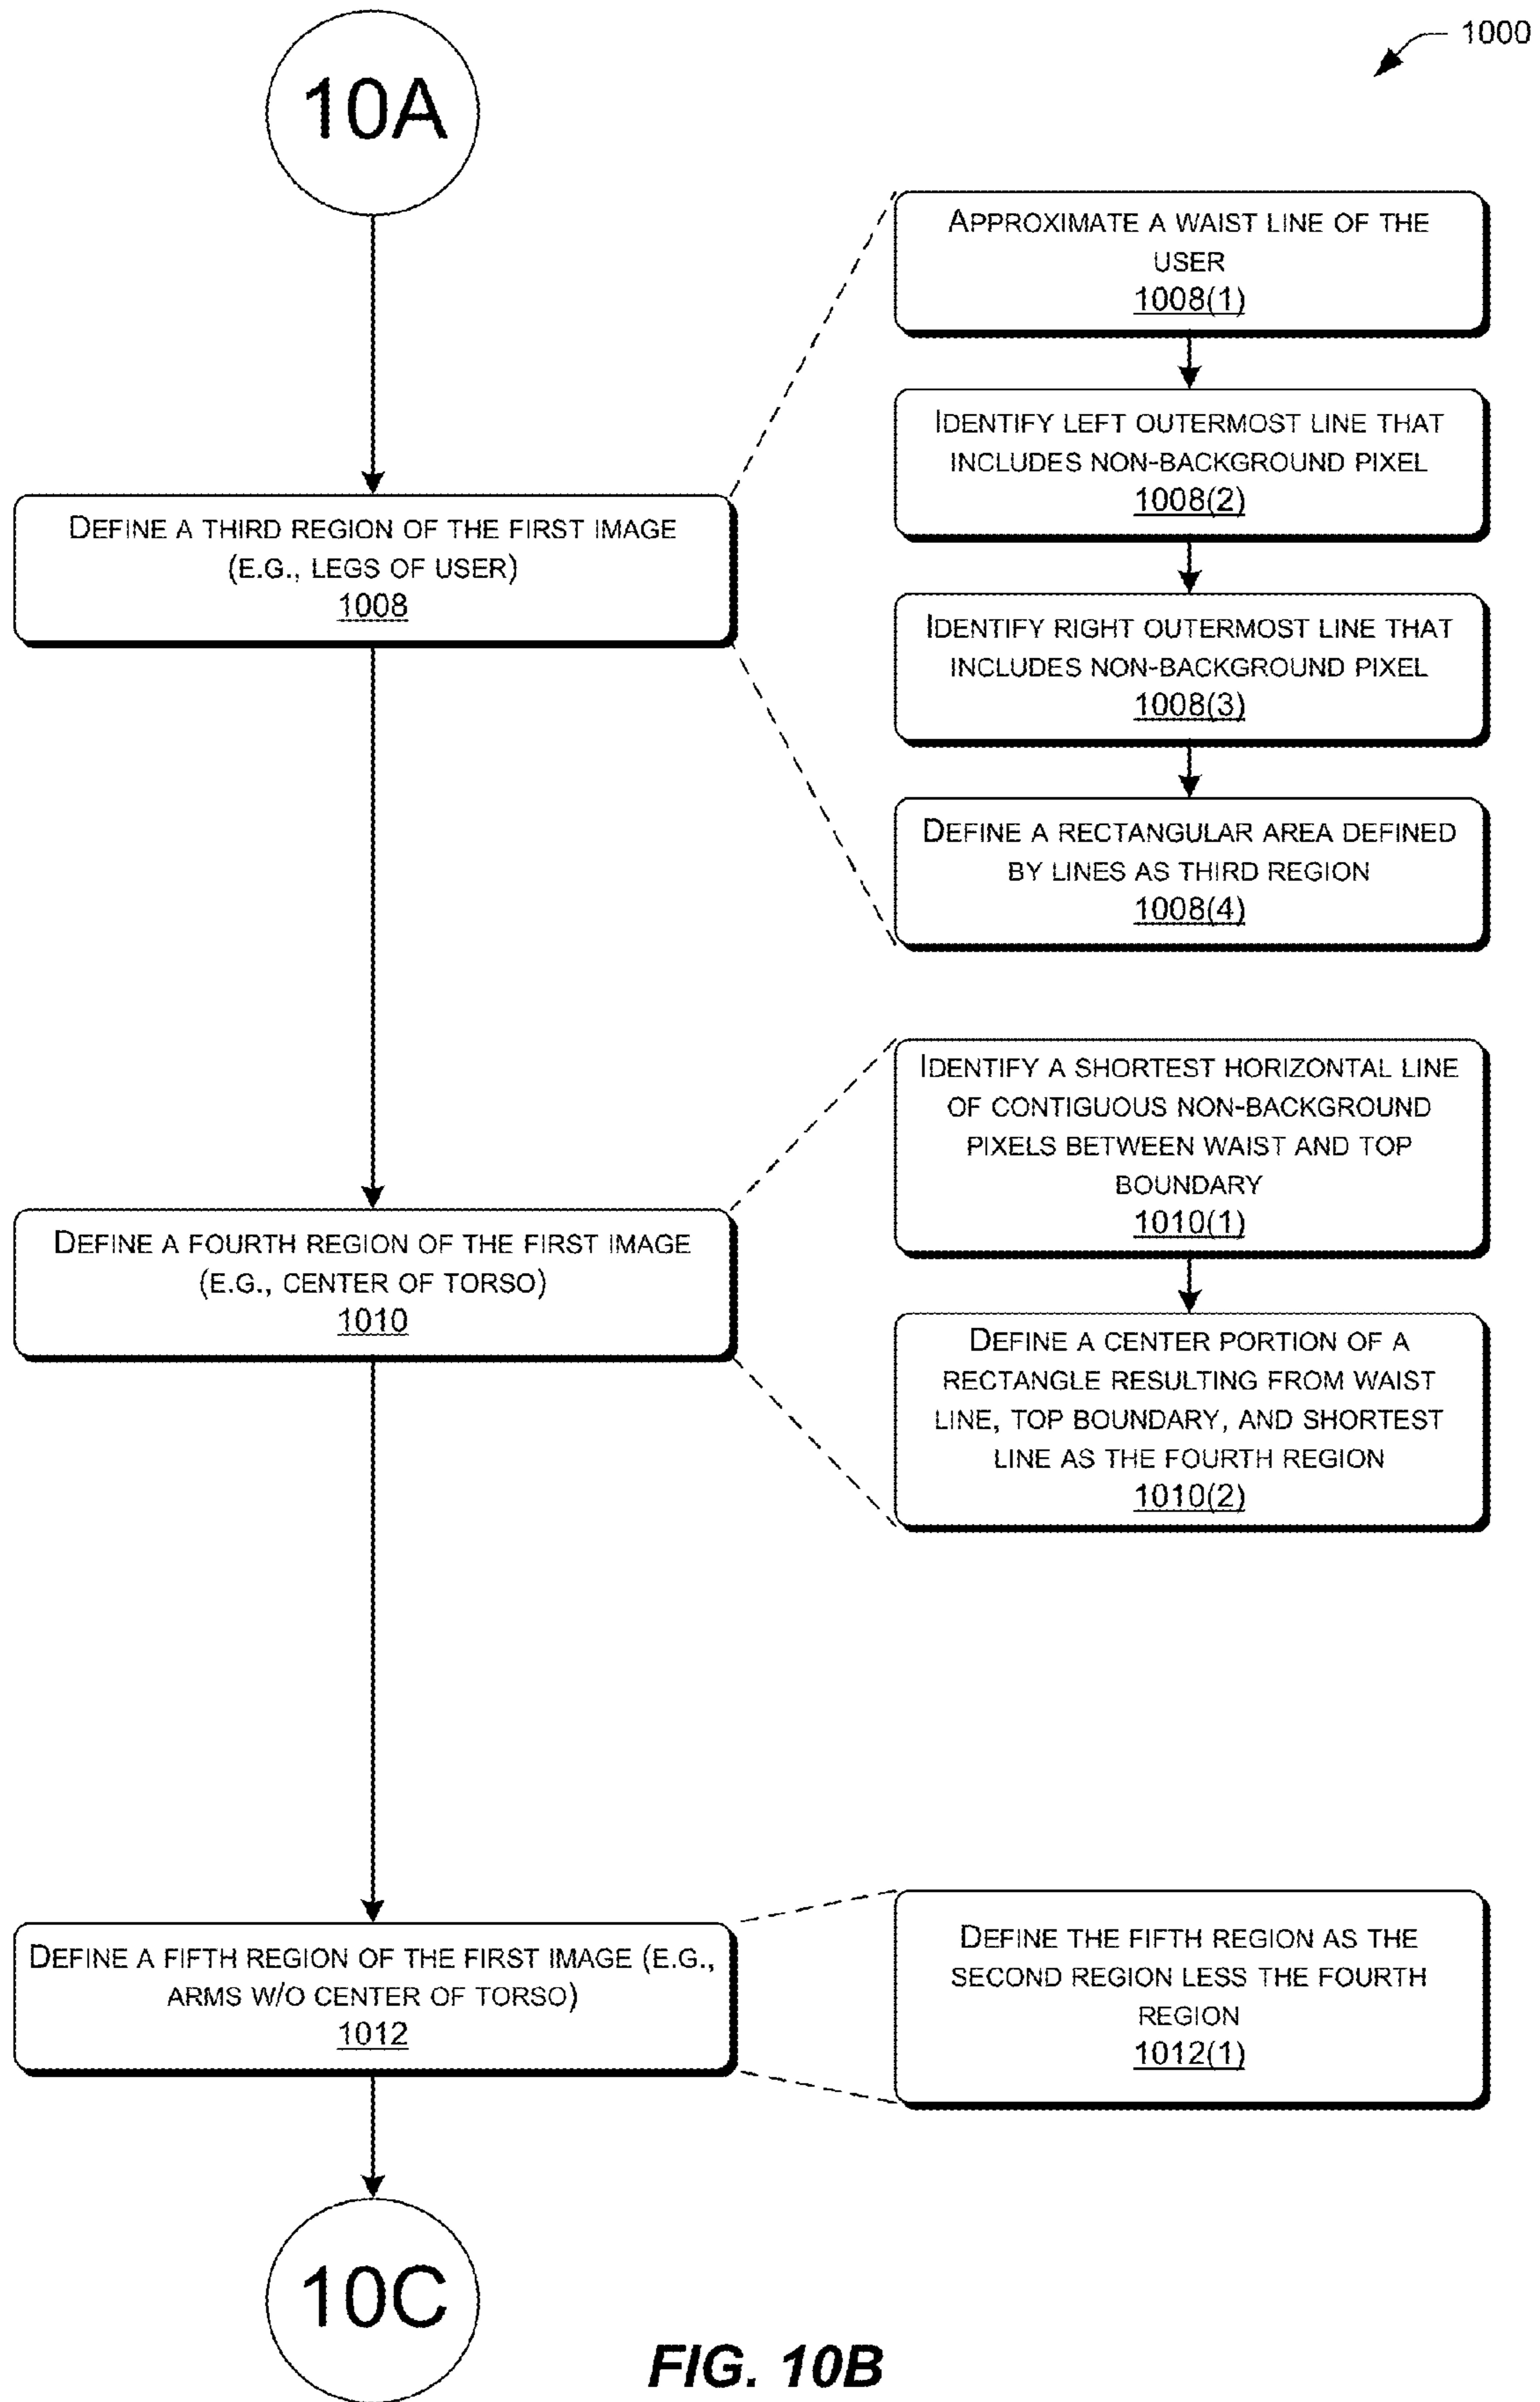 1000
10A
APPROXIMATE A WAIST LINE OF THE
USER
1008(1)
IDENTIFY LEFT OUTERMOST LINE THAT
INCLUDES NON-BACKGROUND PIXEL
1008(2)
DEFINE A THIRD REGION OF THE FIRST IMAGE
(E.G., LEGS OF USER)
1008
IDENTIFY RIGHT OUTERMOST LINE THAT
INCLUDES NON-BACKGROUND PIXEL
1008(3)
DEFINE A RECTANGULAR AREA DEFINED
BY LINES AS THIRD REGION
1008(4)
IDENTIFY A SHORTEST HORIZONTAL LINE
OF CONTIGUOUS NON-BACKGROUND
PIXELS BETWEEN WAIST AND TOP
BOUNDARY
1010(1)
DEFINE A FOURTH REGION OF THE FIRST IMAGE
(E.G., CENTER OF TORSO)
1010
DEFINE A CENTER PORTION OF A
RECTANGLE RESULTING FROM WAIST
LINE, TOP BOUNDARY, AND SHORTEST
LINE AS THE FOURTH REGION
1010(2)
DEFINE A FIFTH REGION OF THE FIRST IMAGE (E.G.,
ARMS W/O CENTER OF TORSO)
1012
DEFINE THE FIFTH REGION AS THE
SECOND REGION LESS THE FOURTH
REGION
1012(1)
10C
FIG. 10B